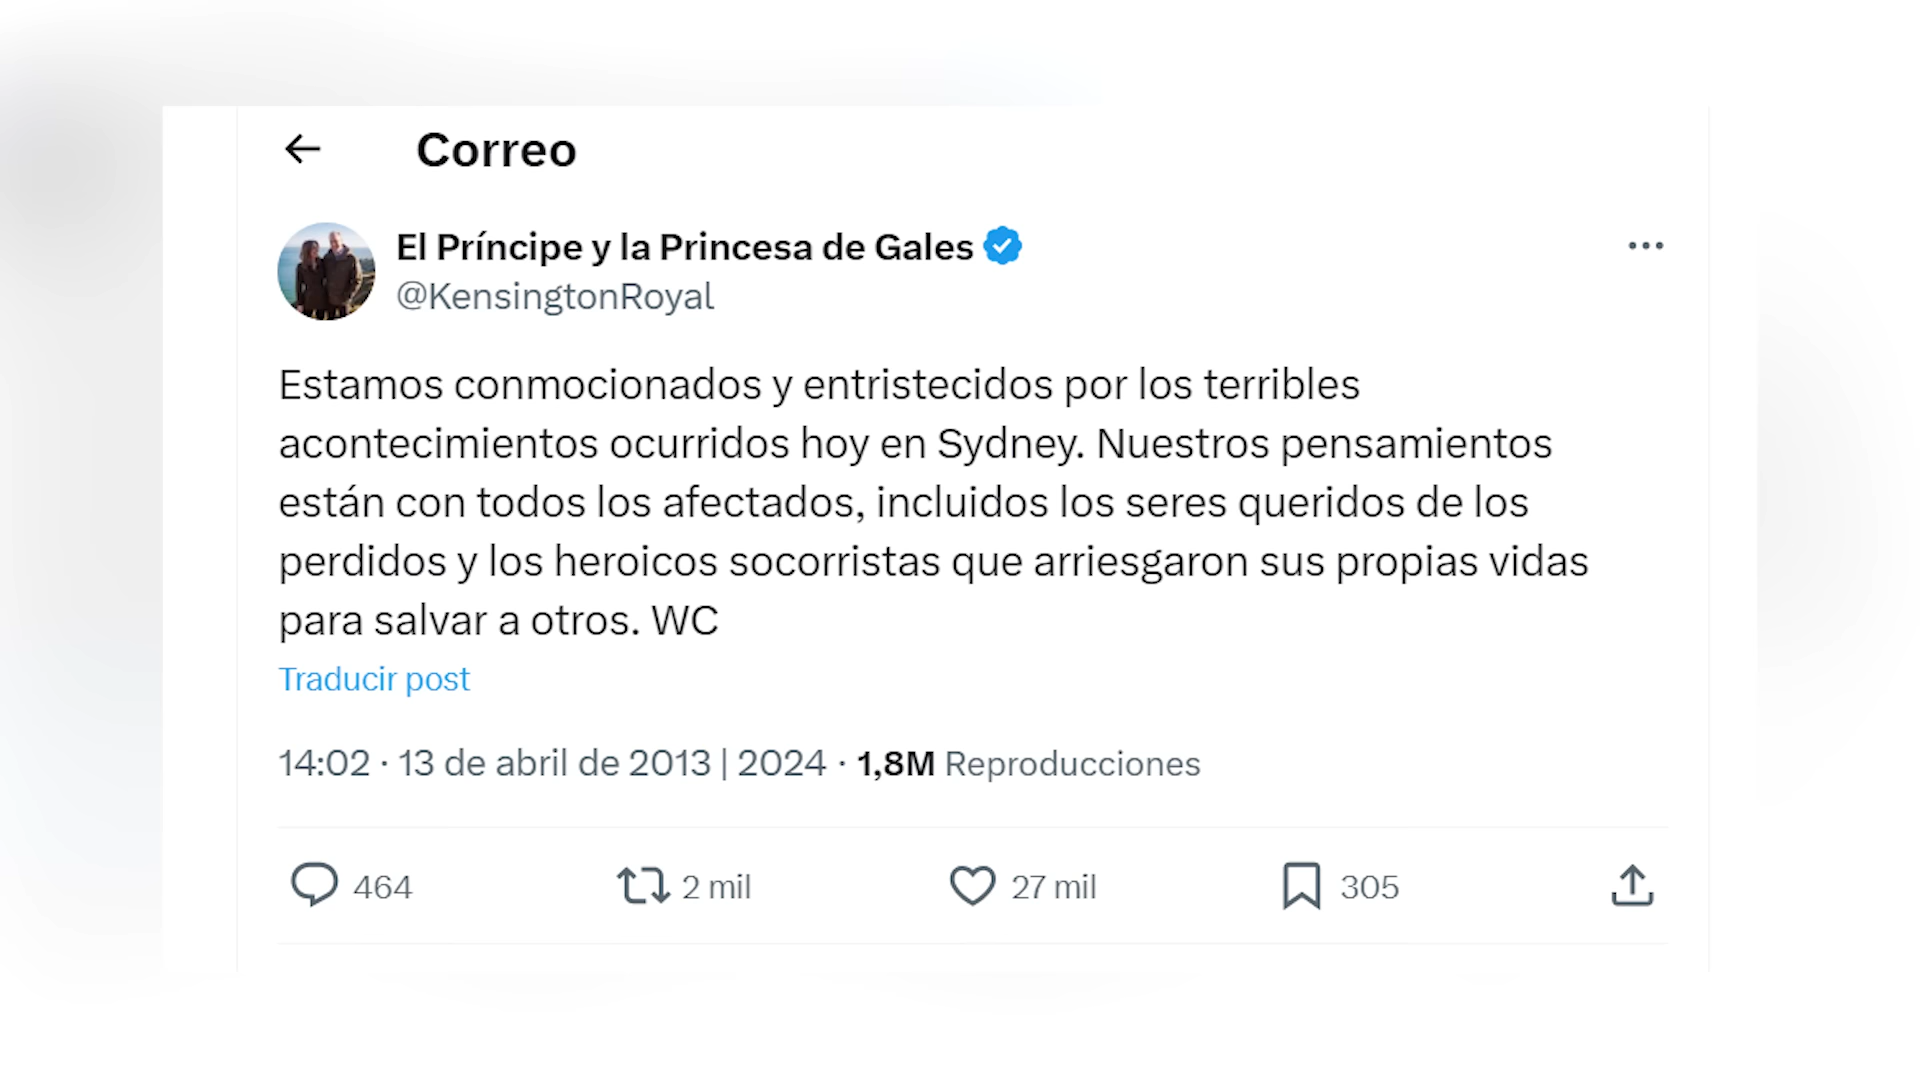 Correo
El Príncipe y la Princesa de Gales
@KensingtonRoyal
Estamos conmocionados y entristecidos por los terribles
acontecimientos ocurridos hoy en Sydney. Nuestros pensamientos
están con todos los afectados, incluidos los seres queridos de los
perdidos y los heroicos socorristas que arriesgaron sus propias vidas
para salvar a otros. WC
Traducir post
14:02 · 13 de abril de 2013 | 2024 · 1,8M Reproducciones
464 2 mil 27 mil 305